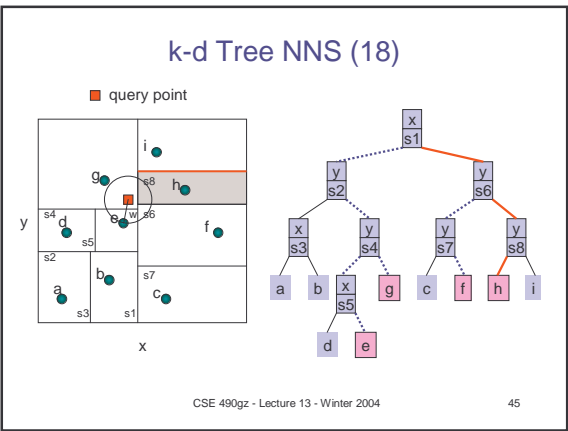 k-d Tree NNS (18)
query point
x
s1
i
y
s2
y
s6
g
s8
h
s4
d
e
w
s6
f
y
s5
x
s3
y
s4
y
s7
y
s8
s2
s7
a
b
c
s3
s1
a
b
x
s5
g
c
f
h
i
d
e
x
CSE 490gz - Lecture 13 - Winter 2004
45